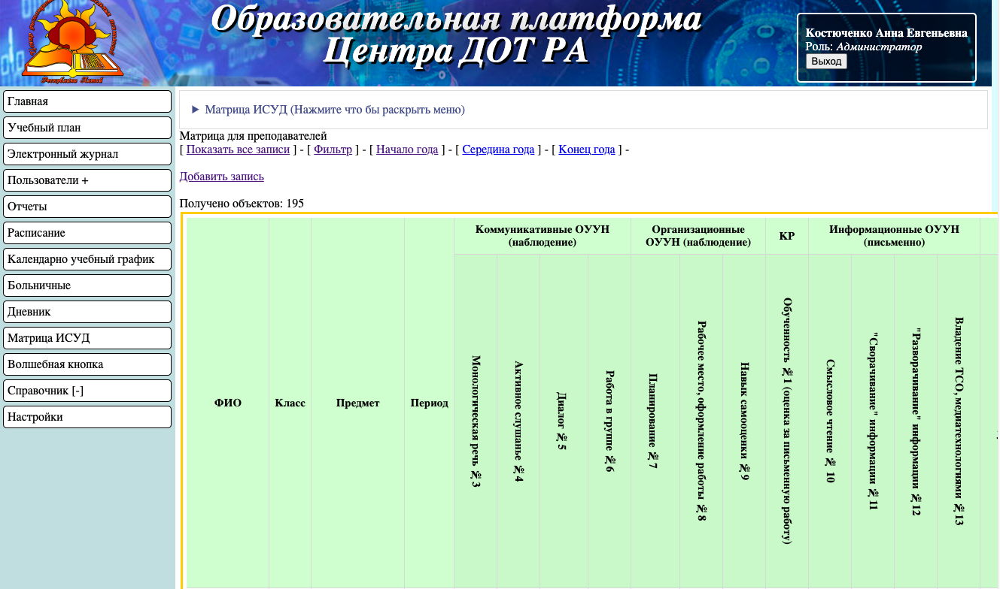 Образовательная платформа
Центра ДОТ РА
Костюченко Анна Евгеньевна
Роль: Администратор
Выход
Главная
Учебный план
Электронный журнал
Пользователи +
Отчеты
Расписание
Календарно учебный график
Больничные
Дневник
Матрица ИСУД
Волшебная кнопка
Справочник [-]
Настройки
▶ Матрица ИСУД (Нажмите что бы раскрыть меню)
Матрица для преподавателей
[ Показать все записи ] - [ Фильтр ] - [ Начало года ] - [ Середина года ] - [ Конец года ] -
Добавить запись
Получено объектов: 195
ФИО
Класс
Предмет
Период
Коммуникативные ОУУН
(наблюдение)
Организационные
ОУУН (наблюдение)
КР
Информационные ОУУН
(письменно)
Монологическая речь №3
Активное слушанье №4
Диалог №5
Работа в группе №6
Планирование №7
Рабочее место, оформление работы №8
Навык самооценки №9
Обученность №1 (оценка за письменную работу)
Смысловое чтение № 10
"Сворачивание" информации №11
"Разворачивание" информации №12
Владение ТСО, медиатехнологиями №13